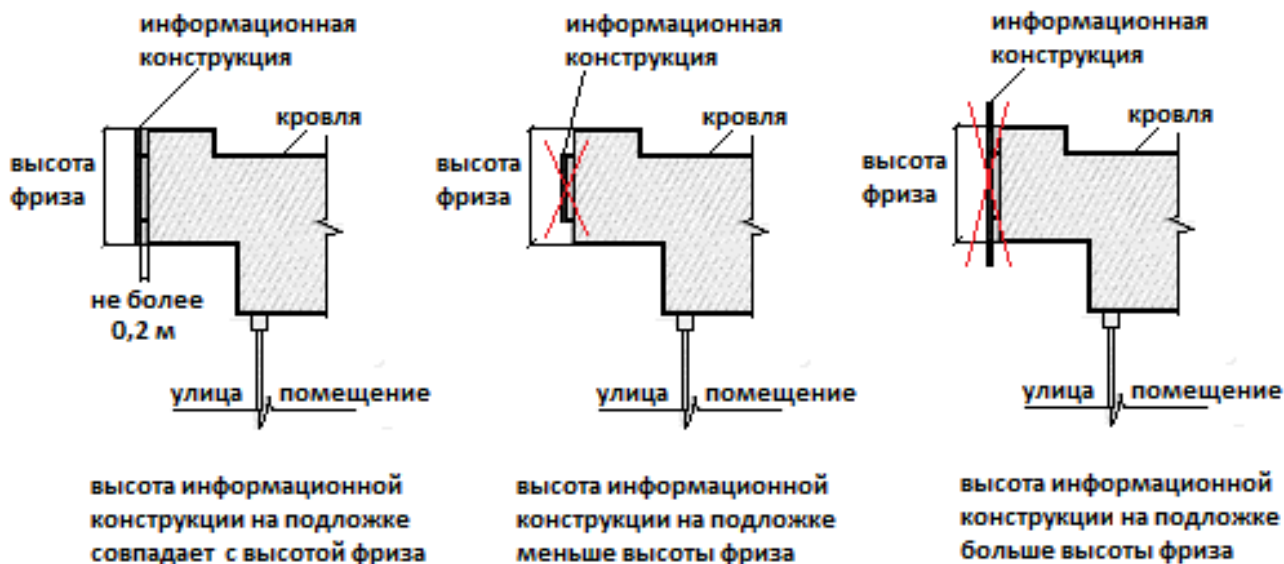 информационная
конструкция
кровля
высота
фриза
не более
0,2 м
улица помещение
высота информационной
конструкции на подложке
совпадает с высотой фриза
информационная
конструкция
кровля
высота
фриза
улица помещение
высота информационной
конструкции на подложке
меньше высоты фриза
информационная
конструкция
кровля
высота
фриза
улица помещение
высота информационной
конструкции на подложке
больше высоты фриза